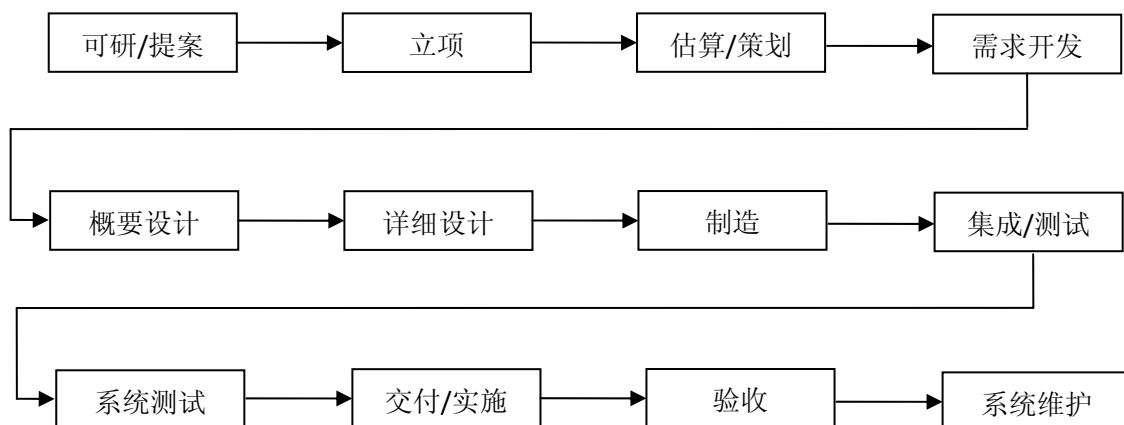 可研/提案
立项
估算/策划
需求开发
概要设计
详细设计
制造
集成/测试
系统测试
交付/实施
验收
系统维护